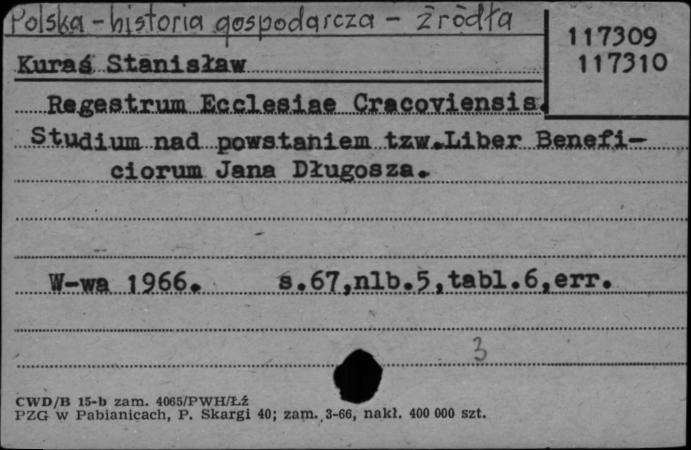 Polska - historia gospodarcza - źródła
117309
117310
Kuraś Stanisław
Regestrum Ecclesiae Cracoviensis.
Studium nad powstaniem tzw.Liber Benefi-
ciorum Jana Długosza.
W-wa 1966. s.67,nlb.5,tabl.6,err.
3
CWD/B 15-b zam. 4065/PWH/Łź
PZG w Pabianicach, P. Skargi 40; zam. 3-66, nakł. 400 000 szt.